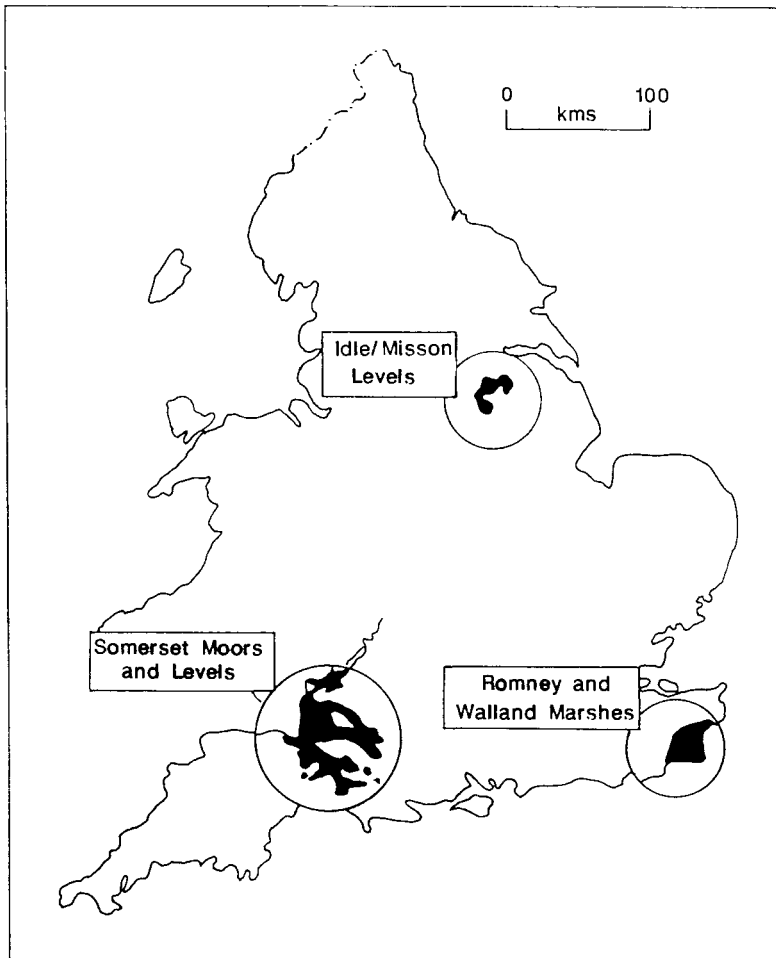 0 100
kms
Idle/Misson
Levels
Somerset Moors
and Levels
Romney and
Walland Marshes